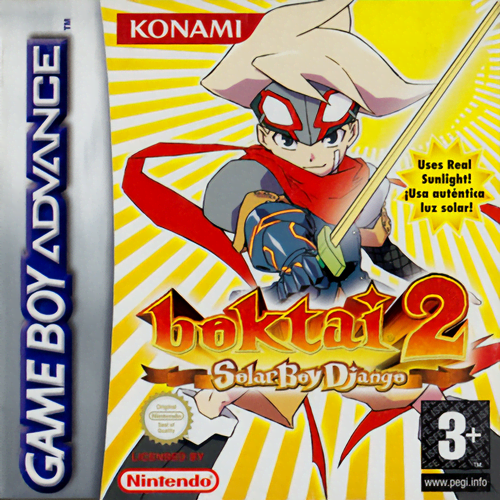 KONAMI
GAME BOY ADVANCE
Uses Real
Sunlight!
¡Usa auténtica
luz solar!
boktai 2
Solar Boy Django
Original
Nintendo
Seal of
Quality
LICENSED BY
Nintendo
3+
TM
www.pegi.info